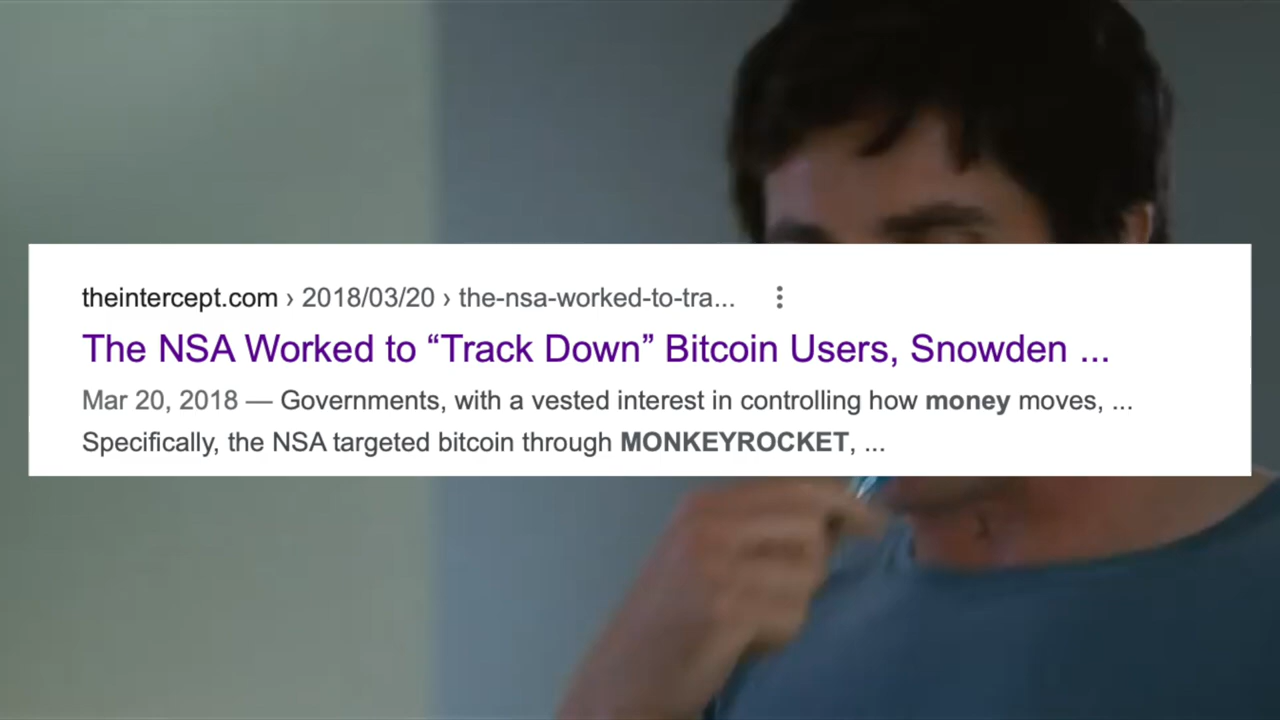 theintercept.com › 2018/03/20 › the-nsa-worked-to-tra...
The NSA Worked to “Track Down” Bitcoin Users, Snowden ...
Mar 20, 2018 — Governments, with a vested interest in controlling how money moves, ...
Specifically, the NSA targeted bitcoin through MONKEYROCKET, ...